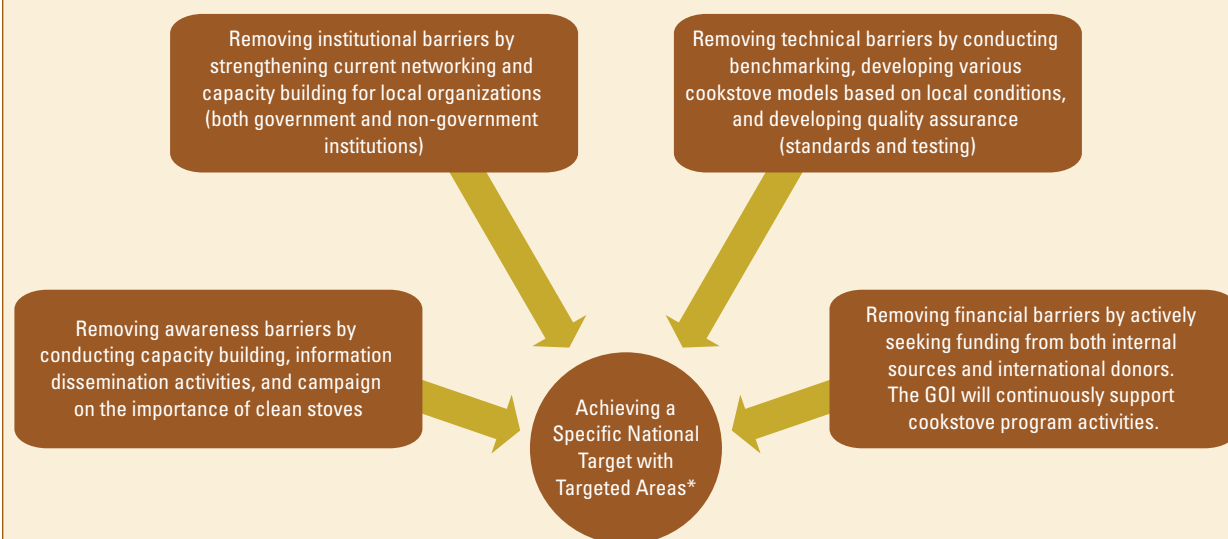 Removing institutional barriers by
strengthening current networking and
capacity building for local organizations
(both government and non-government
institutions)
Removing technical barriers by conducting
benchmarking, developing various
cookstove models based on local conditions,
and developing quality assurance
(standards and testing)
Removing awareness barriers by
conducting capacity building, information
dissemination activities, and campaign
on the importance of clean stoves
Removing financial barriers by actively
seeking funding from both internal
sources and international donors.
The GOI will continuously support
cookstove program activities.
Achieving a
Specific National
Target with
Targeted Areas*